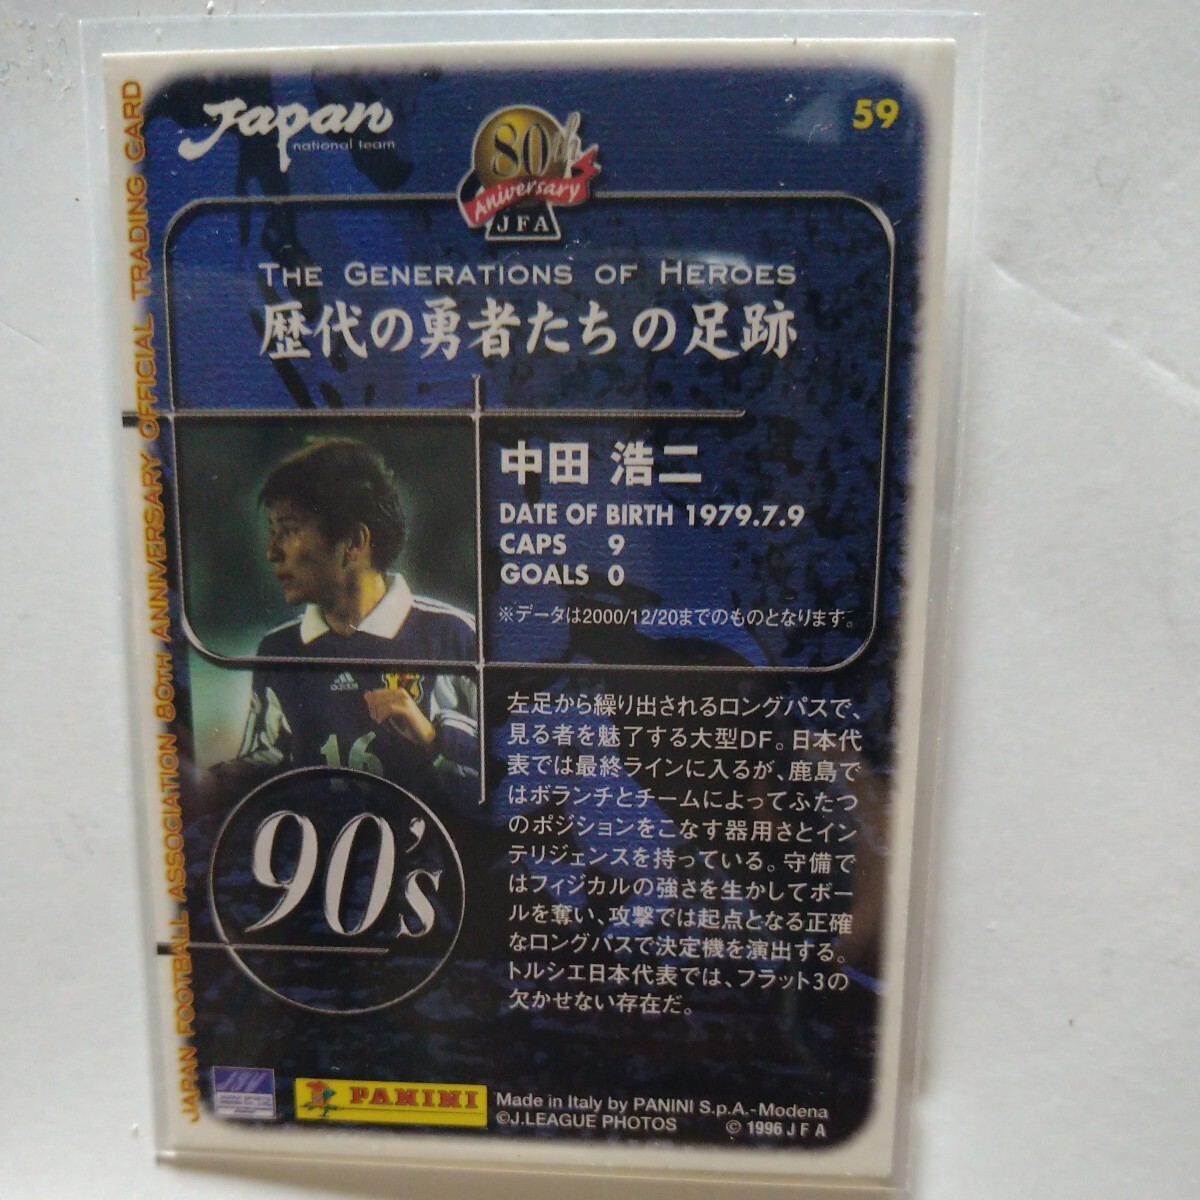 Japan
national team
80th
Aniversary
JFA
59
JAPAN FOOTBALL ASSOCIATION 80TH ANNIVERSARY OFFICIAL TRADING CARD
THE GENERATIONS OF HEROES
歴代の勇者たちの足跡
中田 浩二
DATE OF BIRTH 1979.7.9
CAPS 9
GOALS 0
※データは2000/12/20までのものとなります。
adidas
16
左足から繰り出されるロングパスで、
見る者を魅了する大型DF。日本代
表では最終ラインに入るが、鹿島で
はボランチとチームによってふたつ
のポジションをこなす器用さとイン
テリジェンスを持っている。守備で
はフィジカルの強さを生かしてボー
ルを奪い、攻撃では起点となる正確
なロングパスで決定機を演出する。
トルシエ日本代表では、フラット3の
欠かせない存在だ。
90's
PANINI
Made in Italy by PANINI S.p.A.-Modena
©J.LEAGUE PHOTOS © 1996 J F A